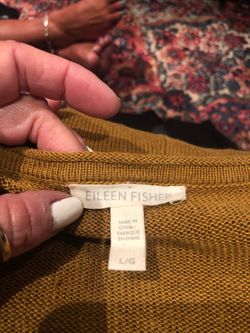 EILEEN FISHER
MADE IN
CHINA/
FABRIQUÉ
EN CHINE
L/G